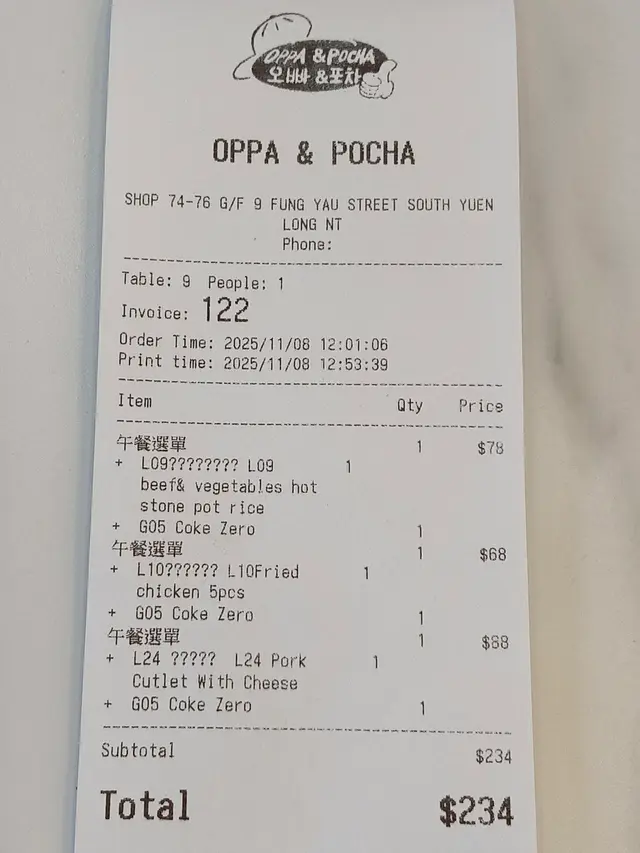 OPPA & POCHA
오빠 & 포차
OPPA & POCHA
SHOP 74-76 G/F 9 FUNG YAU STREET SOUTH YUEN
LONG NT
Phone:
Table: 9 People: 1
Invoice: 122
Order Time: 2025/11/08 12:01:06
Print time: 2025/11/08 12:53:39
Item Qty Price
午餐選單 1 $78
+ L09???????? L09 1
beef& vegetables hot
stone pot rice
+ G05 Coke Zero 1
午餐選單 1 $68
+ L10?????? L10Fried 1
chicken 5pcs
+ G05 Coke Zero 1
午餐選單 1 $88
+ L24 ????? L24 Pork 1
Cutlet With Cheese
+ G05 Coke Zero 1
Subtotal $234
Total $234